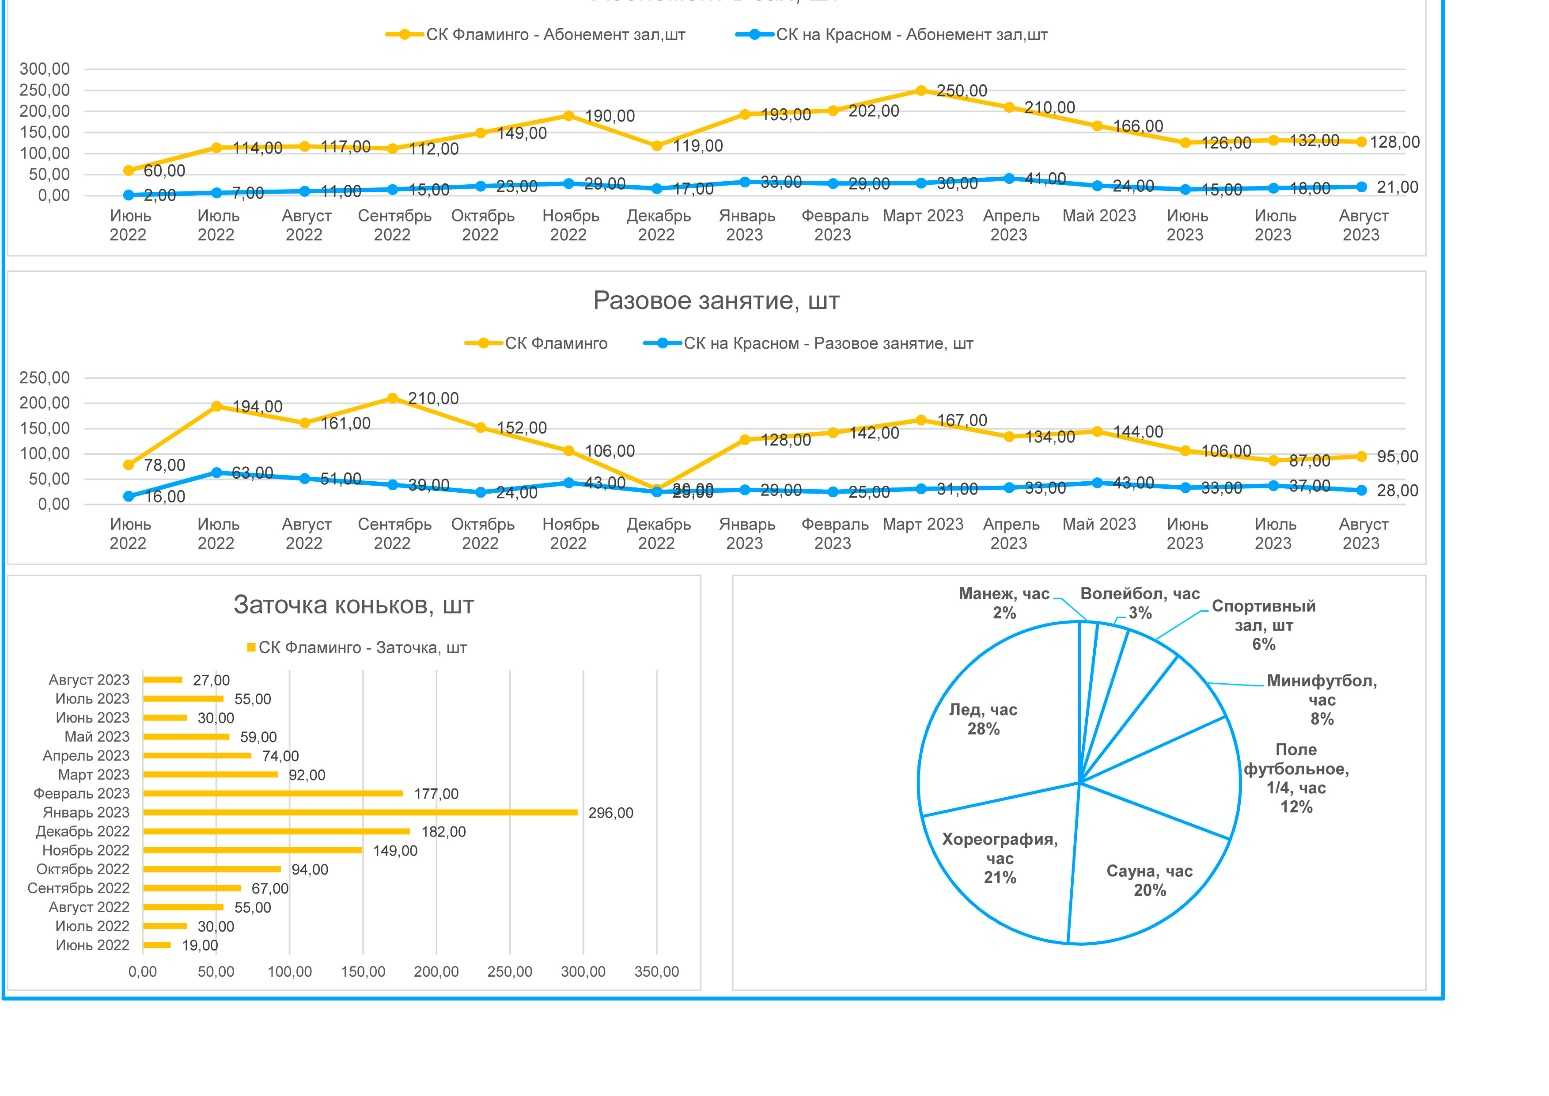 СК Фламинго - Абонемент зал,шт СК на Красном - Абонемент зал,шт
300,00
250,00
200,00
150,00
100,00
50,00
0,00
60,00 114,00 117,00 112,00 149,00 190,00 119,00 193,00 202,00 250,00 210,00 166,00 126,00 132,00 128,00
2,00 7,00 11,00 15,00 23,00 29,00 17,00 33,00 29,00 30,00 41,00 24,00 15,00 18,00 21,00
Июнь Июль Август Сентябрь Октябрь Ноябрь Декабрь Январь Февраль Март 2023 Апрель Май 2023 Июнь Июль Август
2022 2022 2022 2022 2022 2022 2022 2023 2023 2023 2023 2023 2023
Разовое занятие, шт
СК Фламинго СК на Красном - Разовое занятие, шт
250,00
200,00
150,00
100,00
50,00
0,00
78,00 194,00 161,00 210,00 152,00 106,00 128,00 142,00 167,00 134,00 144,00 106,00 87,00 95,00
16,00 63,00 51,00 39,00 24,00 43,00 29,00 25,00 31,00 33,00 43,00 33,00 37,00 28,00
Июнь Июль Август Сентябрь Октябрь Ноябрь Декабрь Январь Февраль Март 2023 Апрель Май 2023 Июнь Июль Август
2022 2022 2022 2022 2022 2022 2022 2023 2023 2023 2023 2023 2023
Заточка коньков, шт
СК Фламинго - Заточка, шт
Август 2023 27,00
Июль 2023 55,00
Июнь 2023 30,00
Май 2023 59,00
Апрель 2023 74,00
Март 2023 92,00
Февраль 2023 177,00
Январь 2023 296,00
Декабрь 2022 182,00
Ноябрь 2022 149,00
Октябрь 2022 94,00
Сентябрь 2022 67,00
Август 2022 55,00
Июль 2022 30,00
Июнь 2022 19,00
0,00 50,00 100,00 150,00 200,00 250,00 300,00 350,00
Манеж, час
2%
Волейбол, час
3%
Спортивный
зал, шт
6%
Минифутбол,
час
8%
Поле
футбольное,
1/4, час
12%
Сауна, час
20%
Хореография,
час
21%
Лед, час
28%